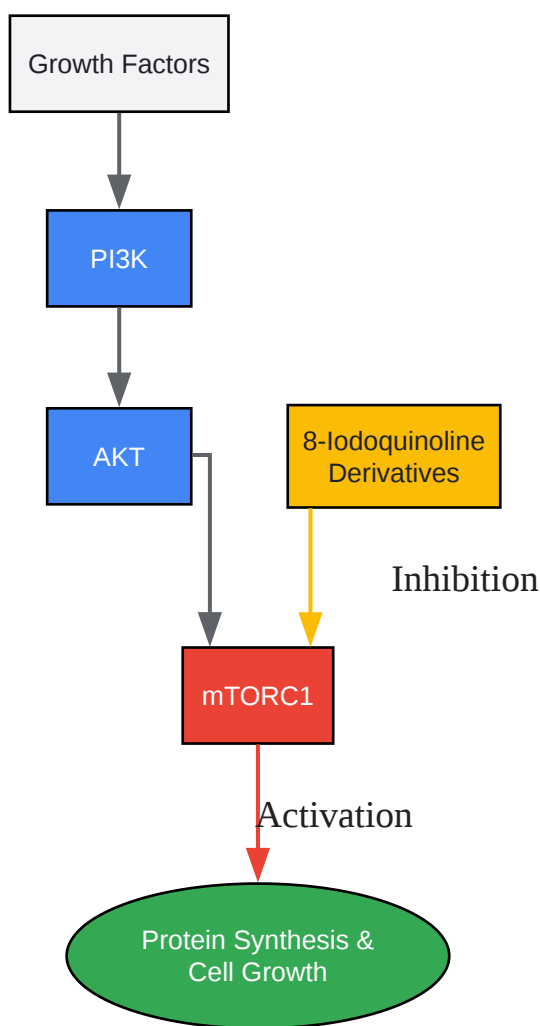 Growth Factors
PI3K
AKT
8-Iodoquinoline
Derivatives
Inhibition
mTORC1
Activation
Protein Synthesis &
Cell Growth